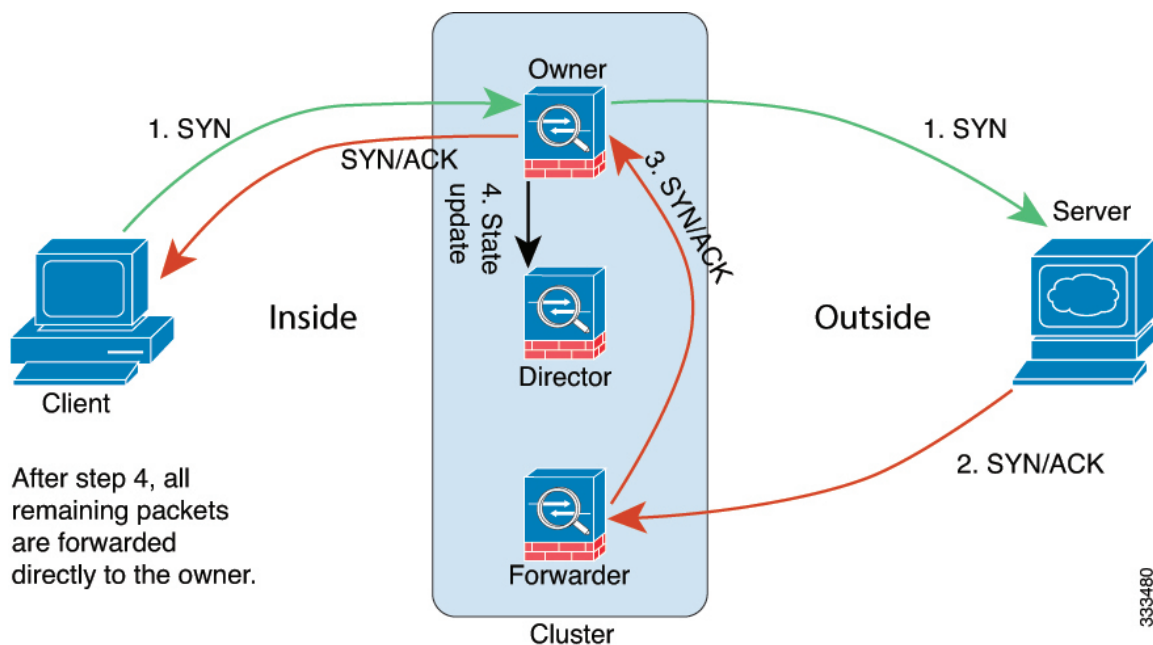 Owner
1. SYN
1. SYN
SYN/ACK
3. SYN/ACK
4. State
update
Server
Inside
Outside
Director
Client
2. SYN/ACK
After step 4, all
remaining packets
are forwarded
directly to the owner.
Forwarder
Cluster
333480